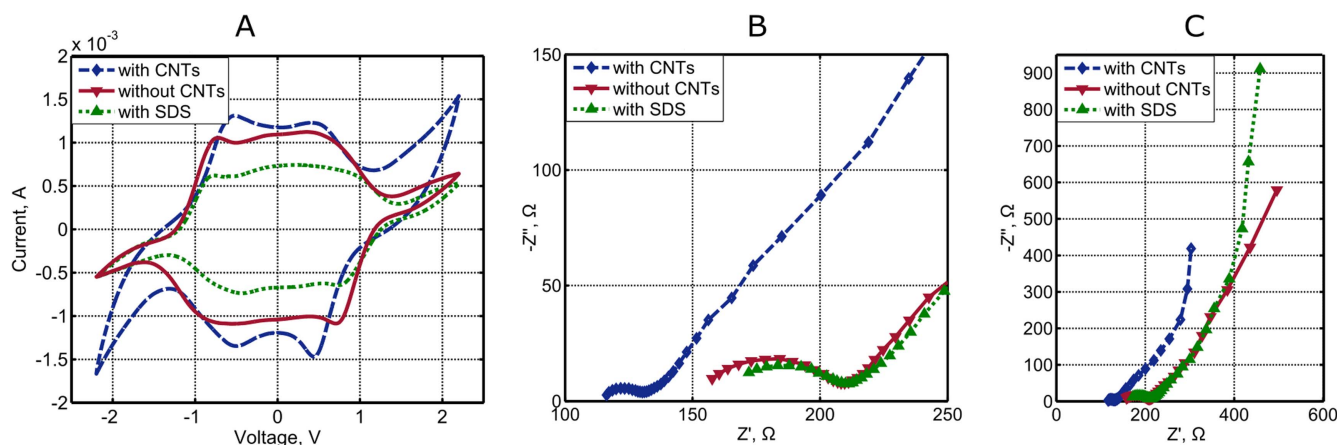 A
x 10⁻³
2
1.5
1
0.5
0
-0.5
-1
-1.5
-2
-2 -1 0 1 2
Current, A
Voltage, V
with CNTs
without CNTs
with SDS
B
150
100
50
0
100 150 200 250
-Z'', Ω
Z', Ω
with CNTs
without CNTs
with SDS
C
900
800
700
600
500
400
300
200
100
0
0 200 400 600
-Z'', Ω
Z', Ω
with CNTs
without CNTs
with SDS